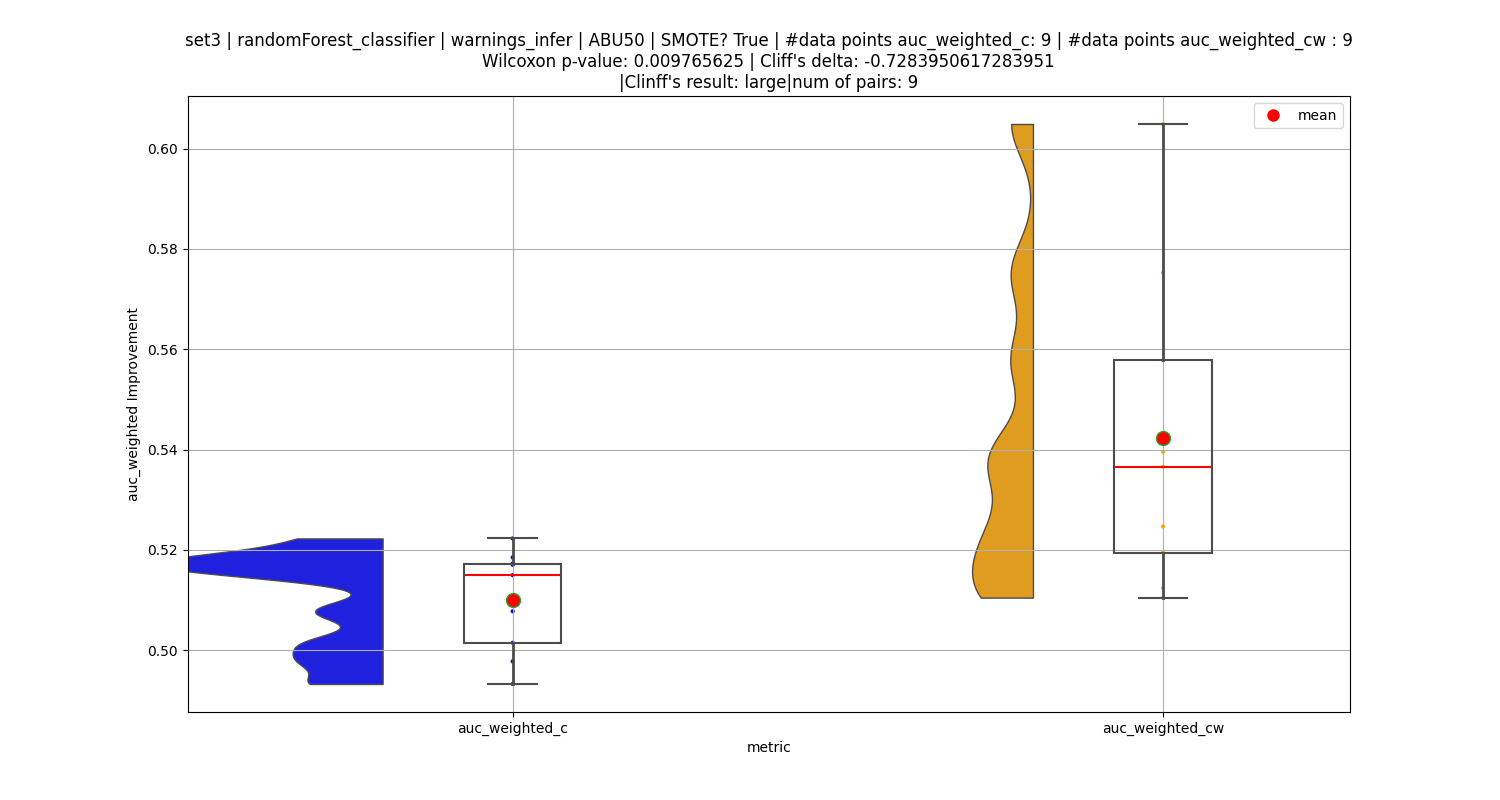 set3 | randomForest_classifier | warnings_infer | ABU50 | SMOTE? True | #data points auc_weighted_c: 9 | #data points auc_weighted_cw : 9
Wilcoxon p-value: 0.009765625 | Cliff's delta: -0.7283950617283951
|Clinff's result: large|num of pairs: 9
mean
0.60
0.58
0.56
0.54
0.52
0.50
auc_weighted Improvement
auc_weighted_c
auc_weighted_cw
metric